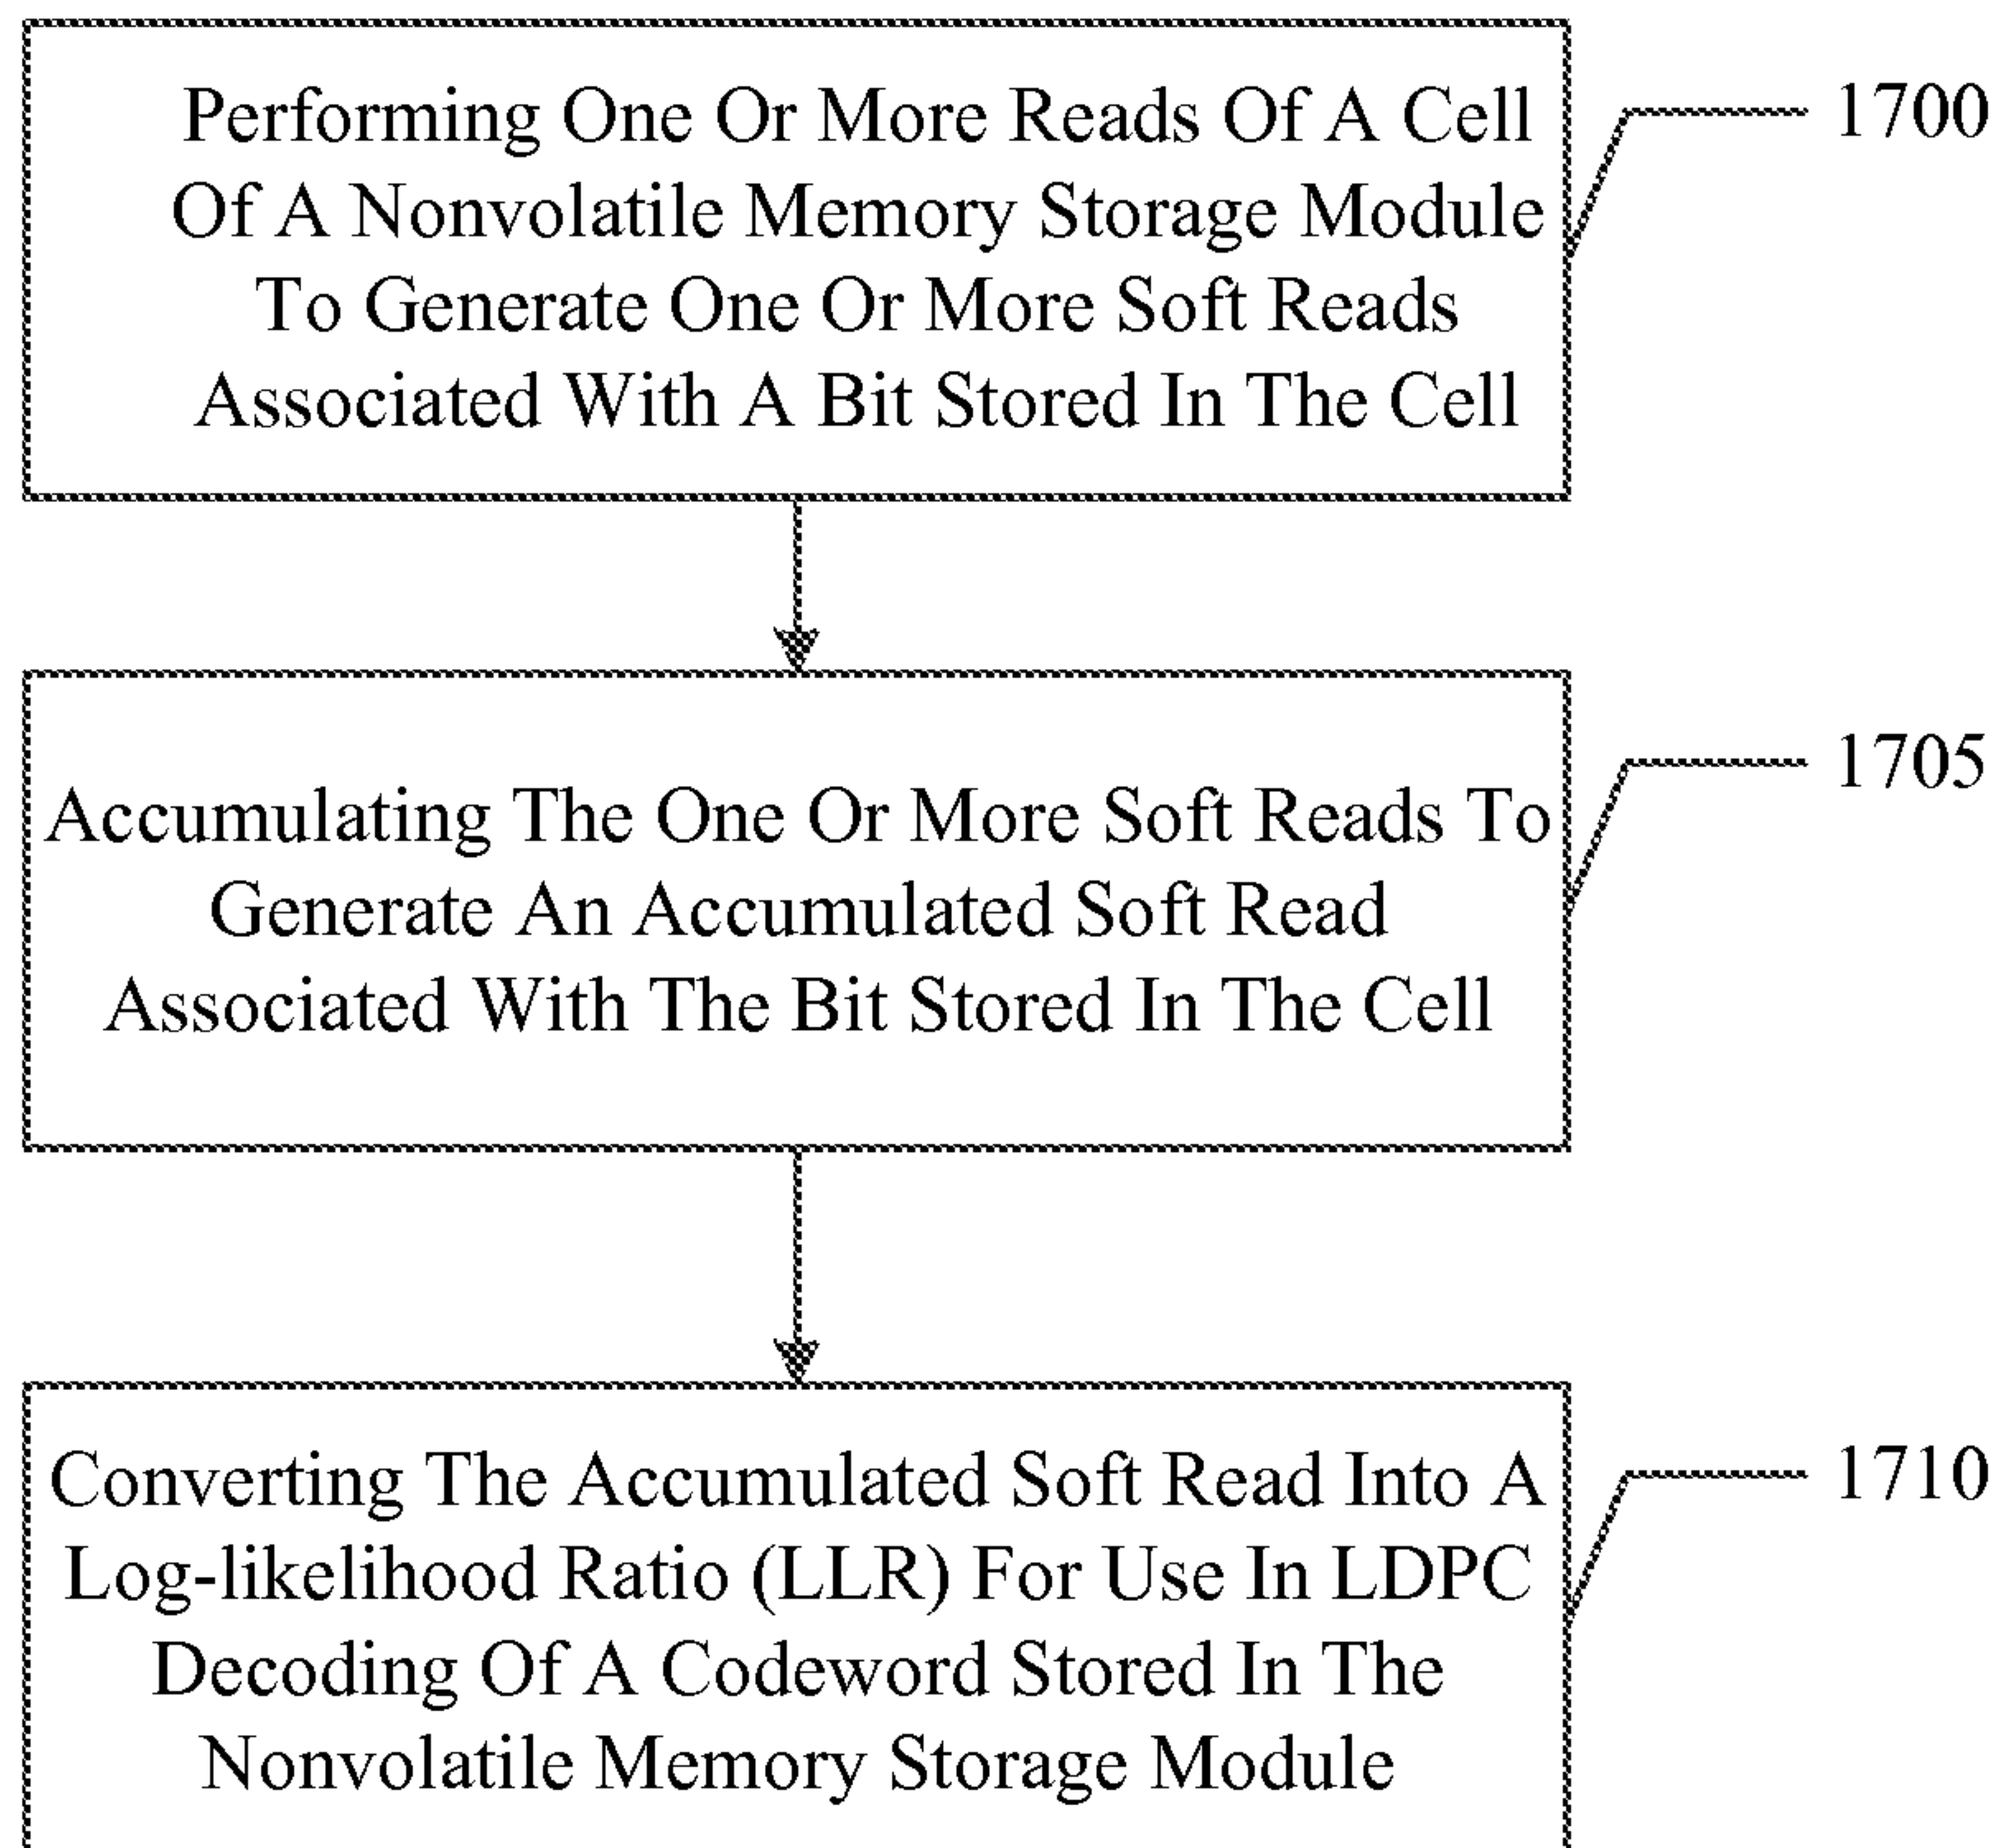 Performing One Or More Reads Of A Cell
Of A Nonvolatile Memory Storage Module
To Generate One Or More Soft Reads
Associated With A Bit Stored In The Cell
1700
Accumulating The One Or More Soft Reads To
Generate An Accumulated Soft Read
Associated With The Bit Stored In The Cell
1705
Converting The Accumulated Soft Read Into A
Log-likelihood Ratio (LLR) For Use In LDPC
Decoding Of A Codeword Stored In The
Nonvolatile Memory Storage Module
1710